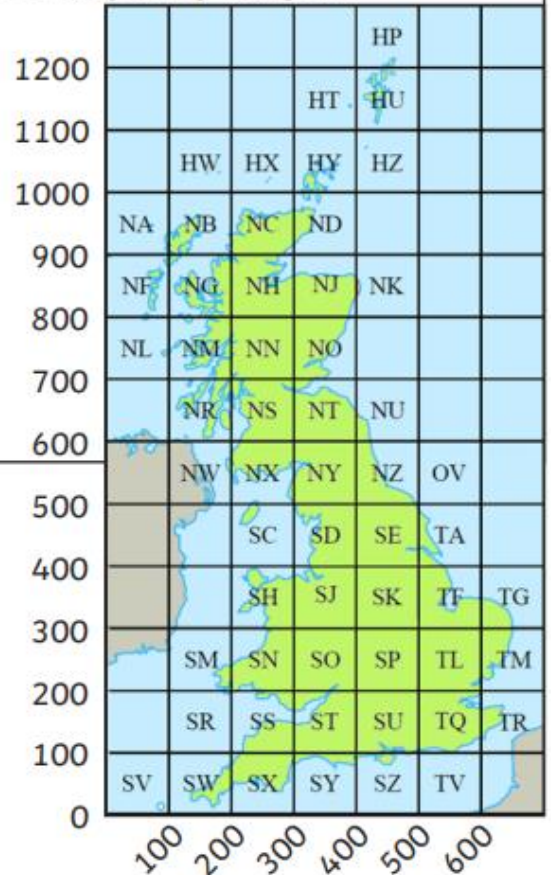 HP
1200
HT HU
1100
HW HX HY HZ
1000
NA NB NC ND
900
NF NG NH NJ NK
800
NL NM NN NO
700
NR NS NT NU
600
NW NX NY NZ OV
500
SC SD SE TA
400
SH SJ SK TF TG
300
SM SN SO SP TL TM
200
SR SS ST SU TQ TR
100
SV SW SX SY SZ TV
0
100 200 300 400 500 600